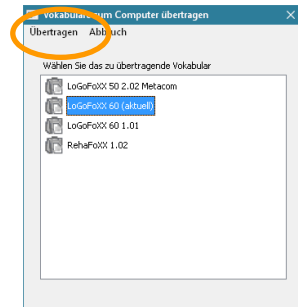 Vokabular zum Computer übertragen
Übertragen Abbruch
Wählen Sie das zu übertragende Vokabular
LoGoFoXX 50 2.02 Metacom
LoGoFoXX 60 (aktuell)
LoGoFoXX 60 1.01
RehaFoXX 1.02